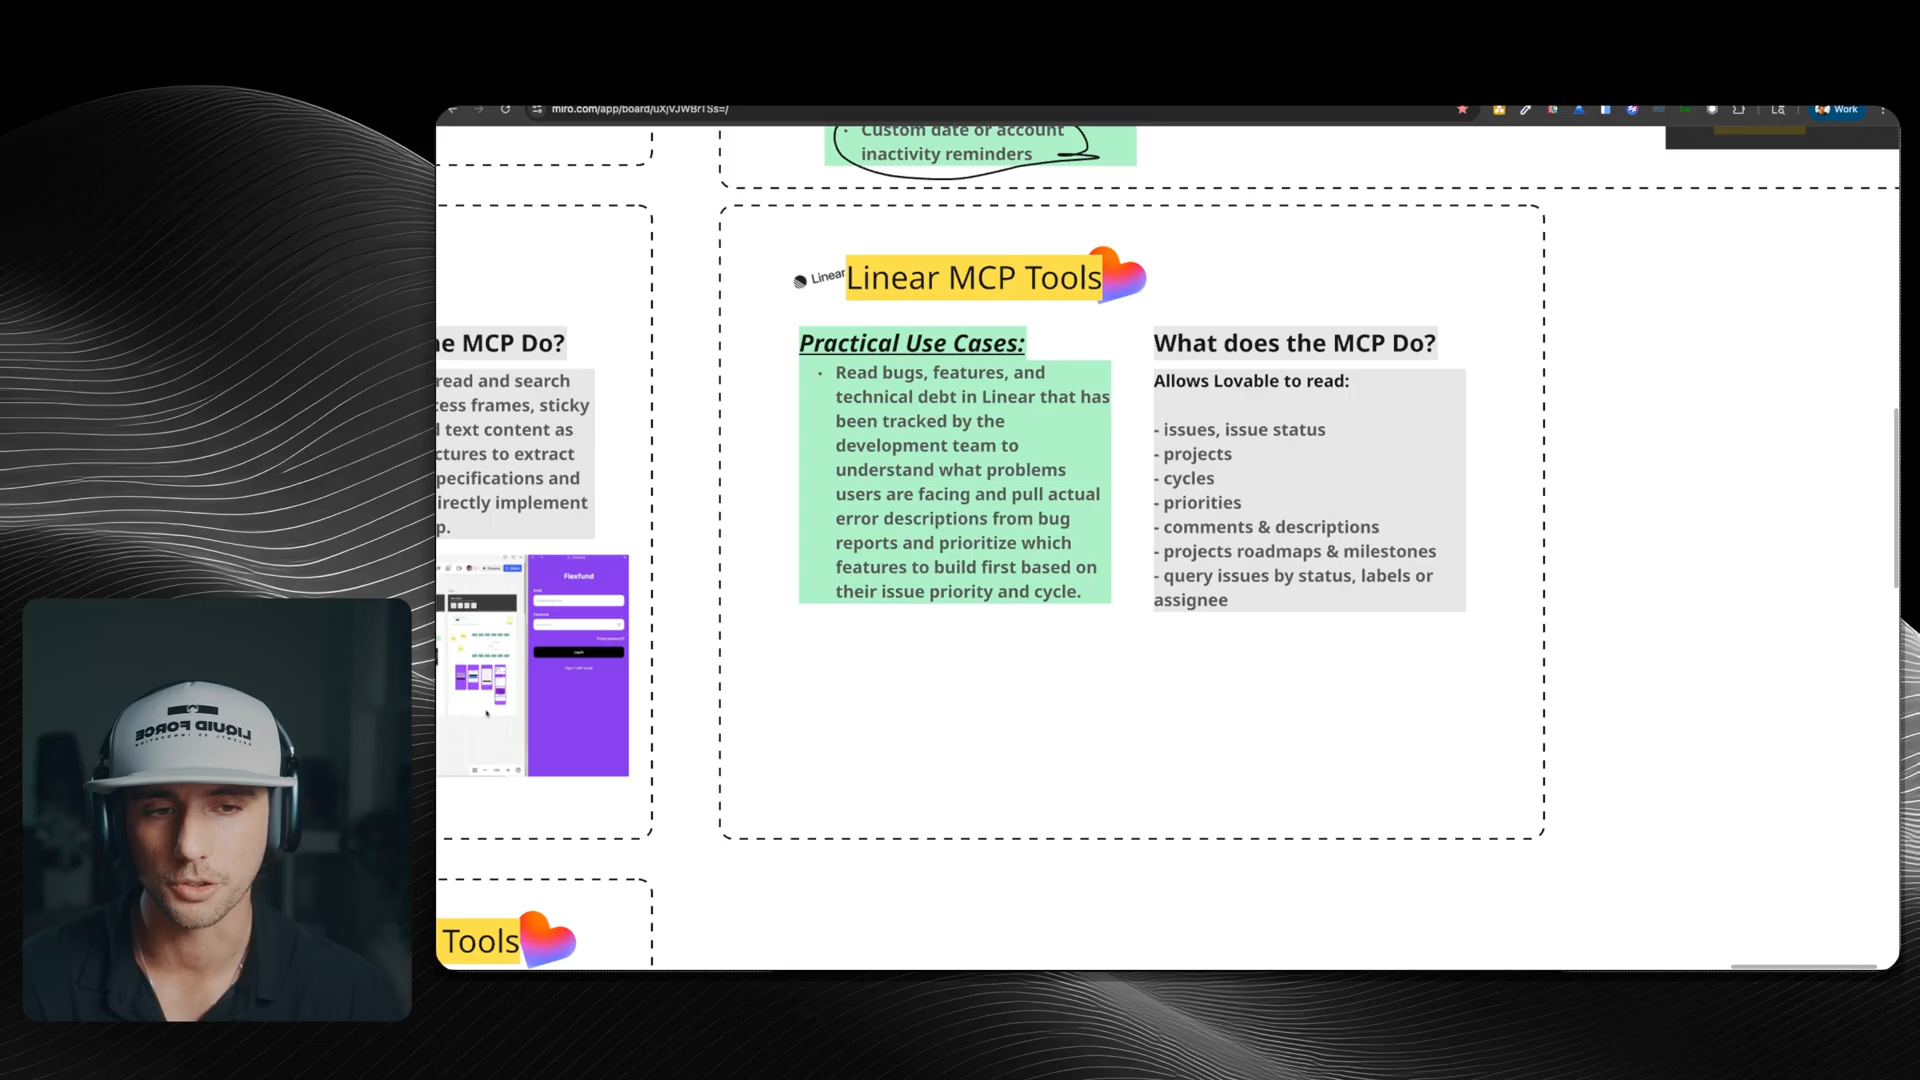 miro.com/app/board/uXjVJWBrTSs=/
Work
· Custom date or account
inactivity reminders
Linear
Linear MCP Tools
Practical Use Cases:
· Read bugs, features, and
technical debt in Linear that has
been tracked by the
development team to
understand what problems
users are facing and pull actual
error descriptions from bug
reports and prioritize which
features to build first based on
their issue priority and cycle.
What does the MCP Do?
Allows Lovable to read:
- issues, issue status
- projects
- cycles
- priorities
- comments & descriptions
- projects roadmaps & milestones
- query issues by status, labels or
assignee
e MCP Do?
read and search
cess frames, sticky
text content as
ctures to extract
pecifications and
irectly implement
p.
Flexfund
LIQUID FORCE
Tools